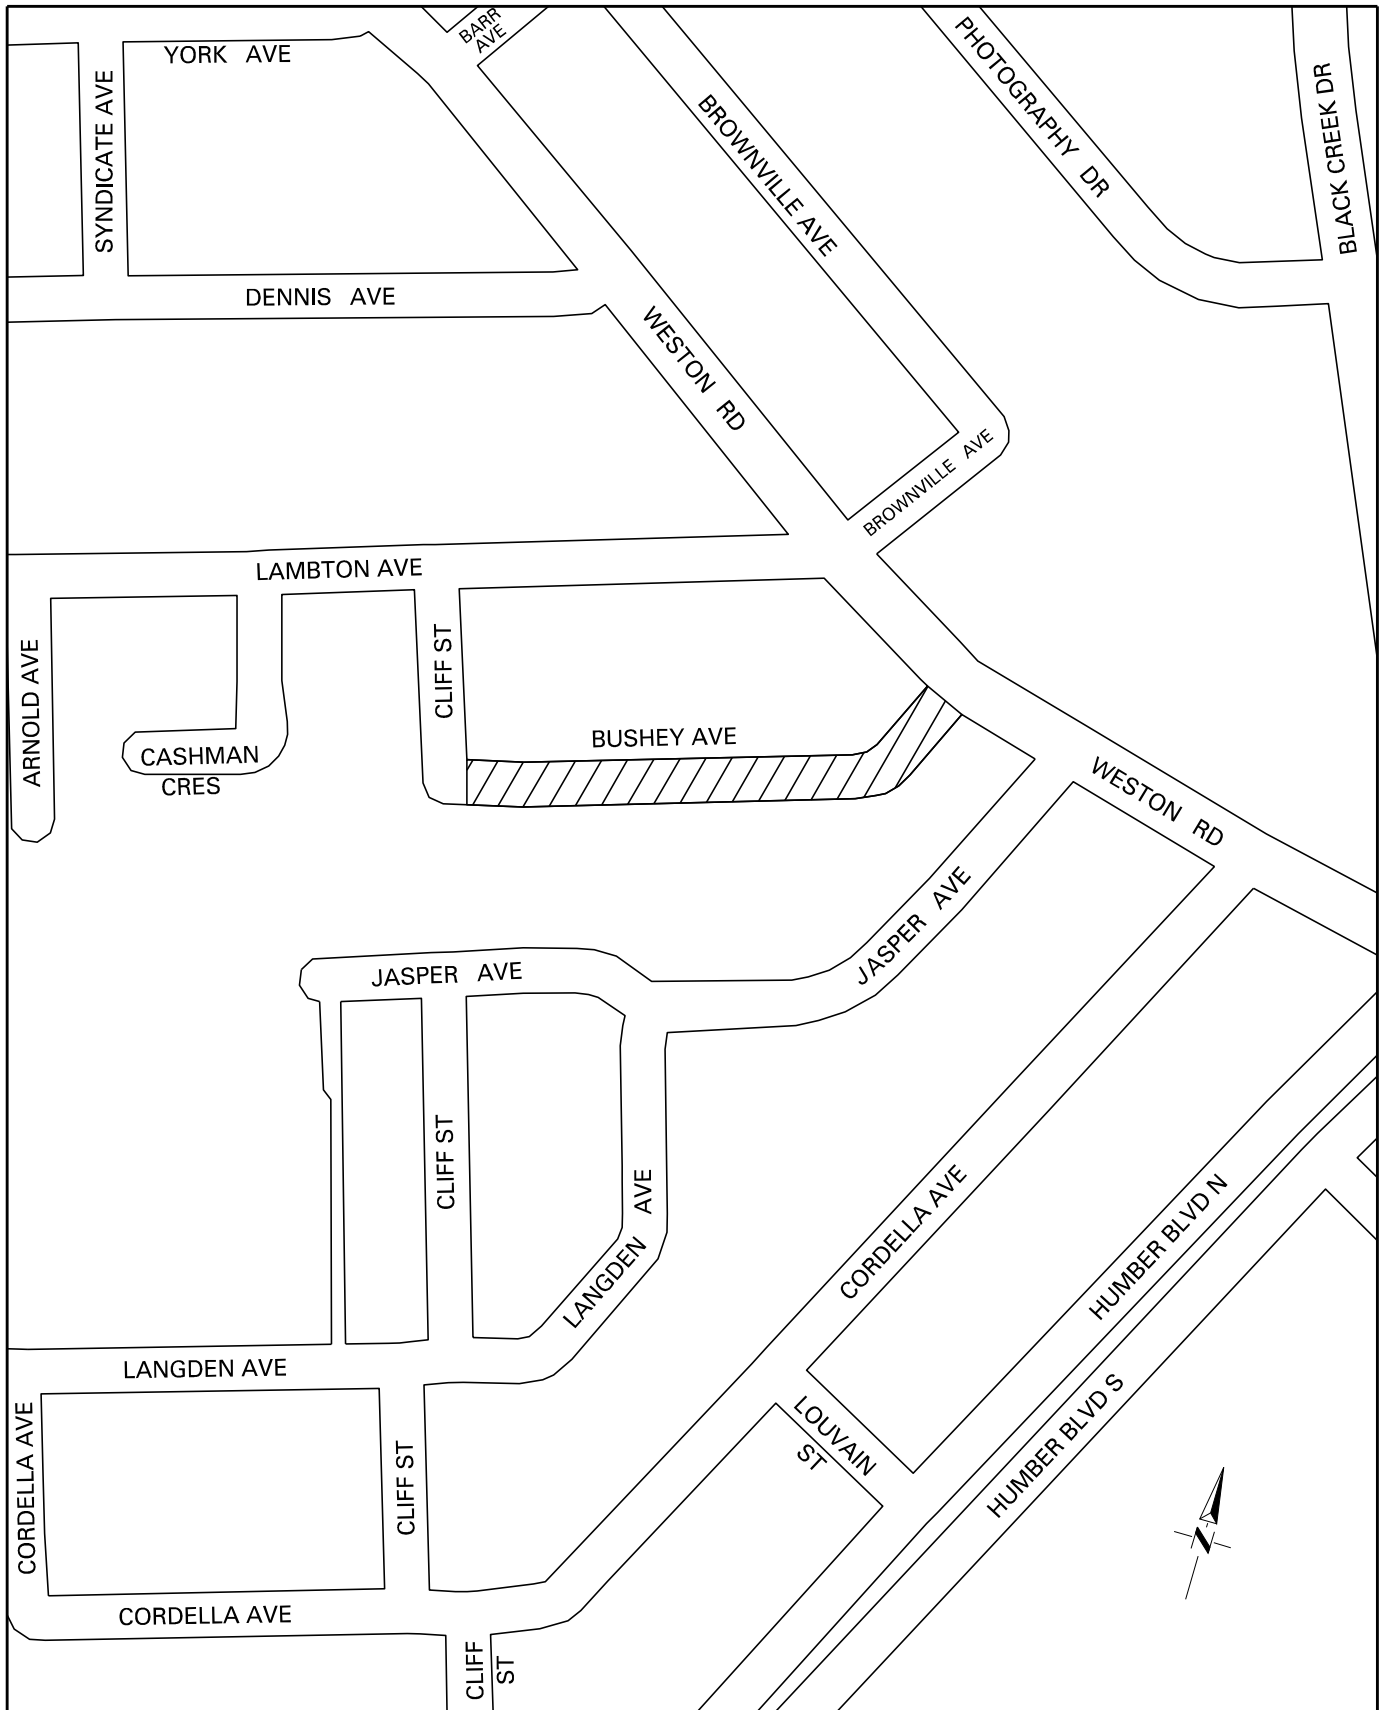 BARR
AVE
YORK AVE
SYNDICATE AVE
BROWNVILLE AVE
PHOTOGRAPHY DR
BLACK CREEK DR
DENNIS AVE
WESTON RD
BROWNVILLE AVE
LAMBTON AVE
ARNOLD AVE
CLIFF ST
CASHMAN
CRES
BUSHEY AVE
WESTON RD
JASPER AVE
JASPER AVE
CLIFF ST
LANGDEN AVE
CORDELLA AVE
HUMBER BLVD N
LANGDEN AVE
CORDELLA AVE
CLIFF ST
LOUVAIN
ST
HUMBER BLVD S
N
CORDELLA AVE
CLIFF
ST